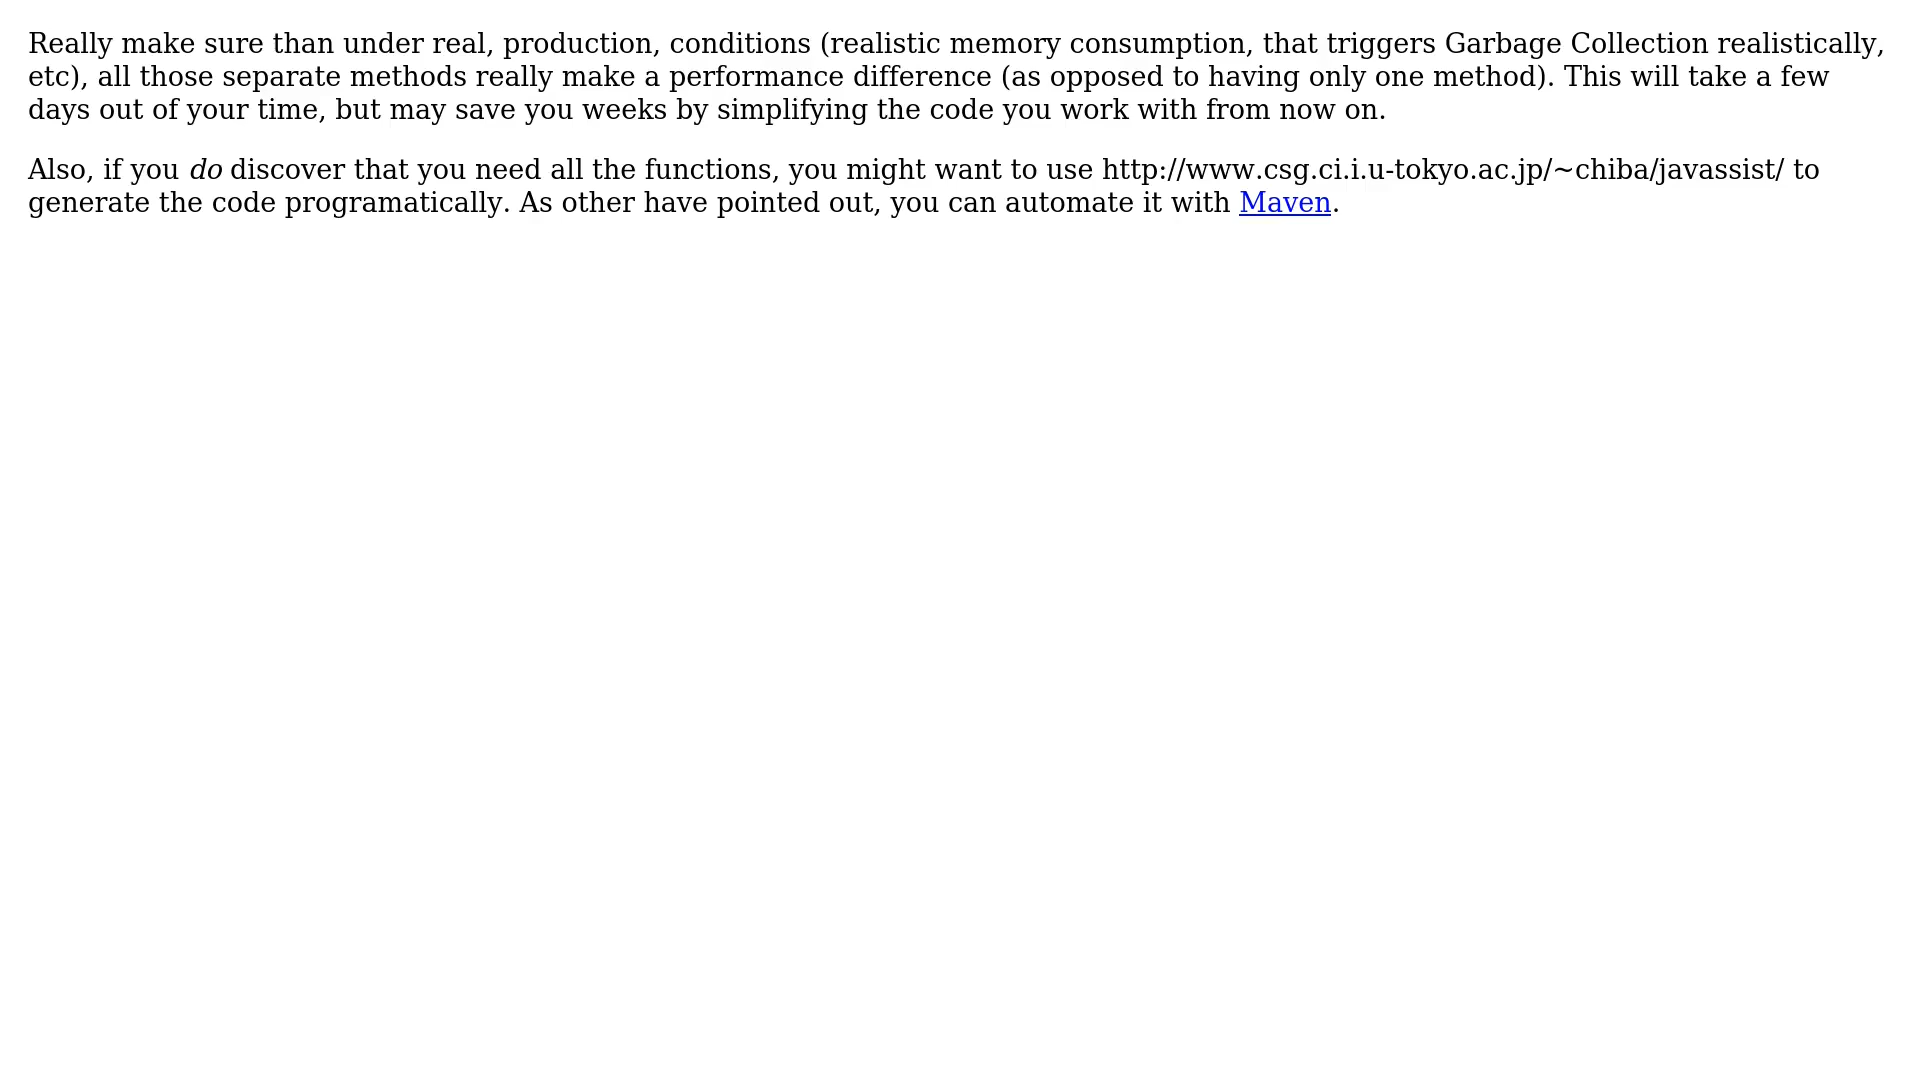 Really make sure than under real, production, conditions (realistic memory consumption, that triggers Garbage Collection realistically,
etc), all those separate methods really make a performance difference (as opposed to having only one method). This will take a few
days out of your time, but may save you weeks by simplifying the code you work with from now on.
Also, if you do discover that you need all the functions, you might want to use http://www.csg.ci.i.u-tokyo.ac.jp/~chiba/javassist/ to
generate the code programatically. As other have pointed out, you can automate it with Maven.